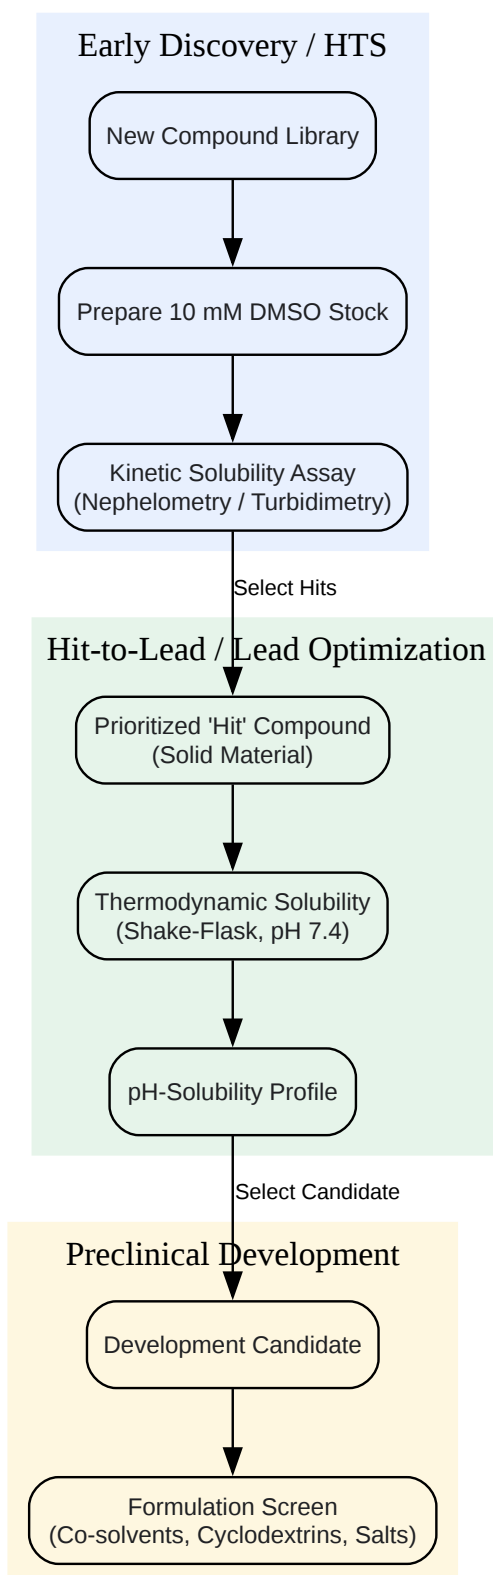 Early Discovery / HTS
New Compound Library
Prepare 10 mM DMSO Stock
Kinetic Solubility Assay
(Nephelometry / Turbidimetry)
Select Hits
Hit-to-Lead / Lead Optimization
Prioritized 'Hit' Compound
(Solid Material)
Thermodynamic Solubility
(Shake-Flask, pH 7.4)
pH-Solubility Profile
Select Candidate
Preclinical Development
Development Candidate
Formulation Screen
(Co-solvents, Cyclodextrins, Salts)